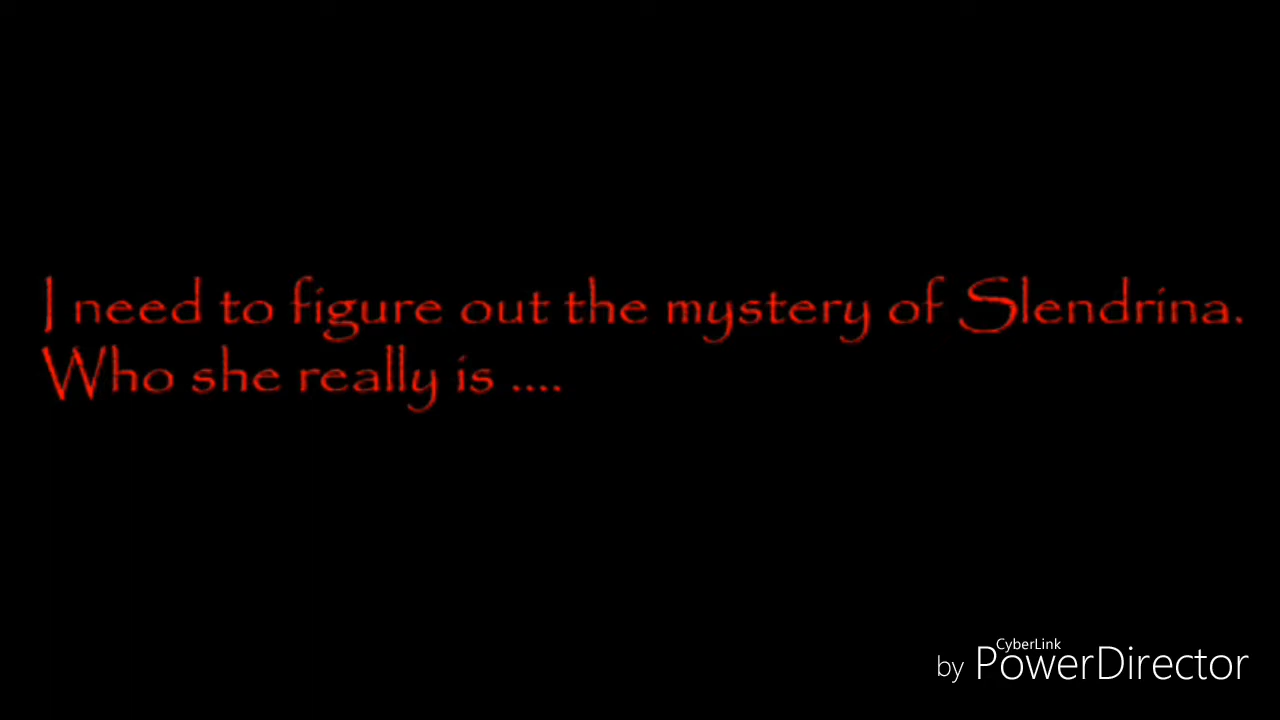 I need to figure out the mystery of Slendrina.
Who she really is ....
CyberLink
by PowerDirector